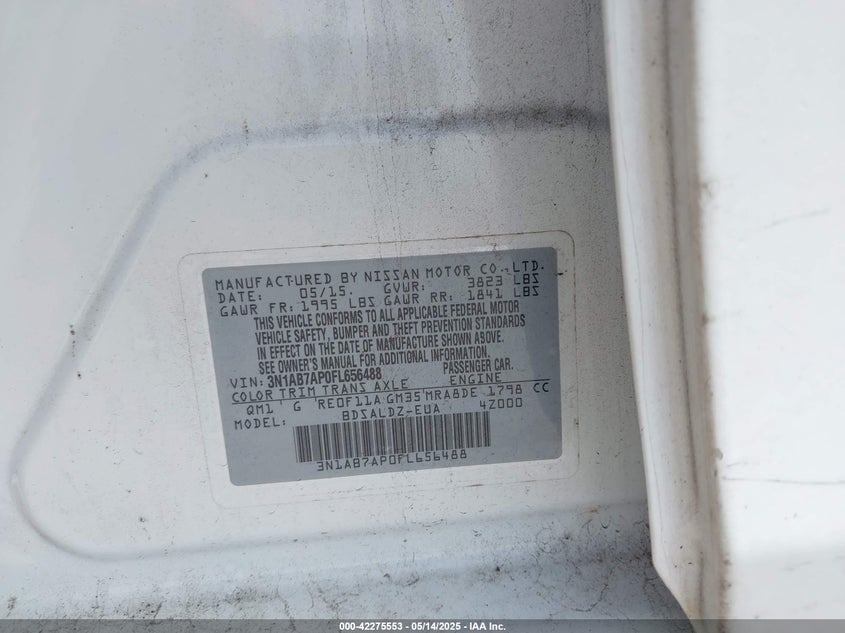 MANUFACTURED BY NISSAN MOTOR CO., LTD.
DATE: 05/15. GVWR: 3823 LBS
GAWR FR: 1995 LBS GAWR RR: 1841 LBS
THIS VEHICLE CONFORMS TO ALL APPLICABLE FEDERAL MOTOR
VEHICLE SAFETY, BUMPER AND THEFT PREVENTION STANDARDS
IN EFFECT ON THE DATE OF MANUFACTURE SHOWN ABOVE.
SEE OWNER'S MANUAL FOR ADDITIONAL INFORMATION.
VIN: 3N1AB7AP0FL656488 PASSENGER CAR.
COLOR TRIM TRANS AXLE ENGINE
QM1 G RE0F11A GM35 MRA8DE 1798 CC
MODEL: BDSALDZ-EUA 4Z000
3N1AB7AP0FL656488
000-42275553 — 05/14/2025 — IAA Inc.